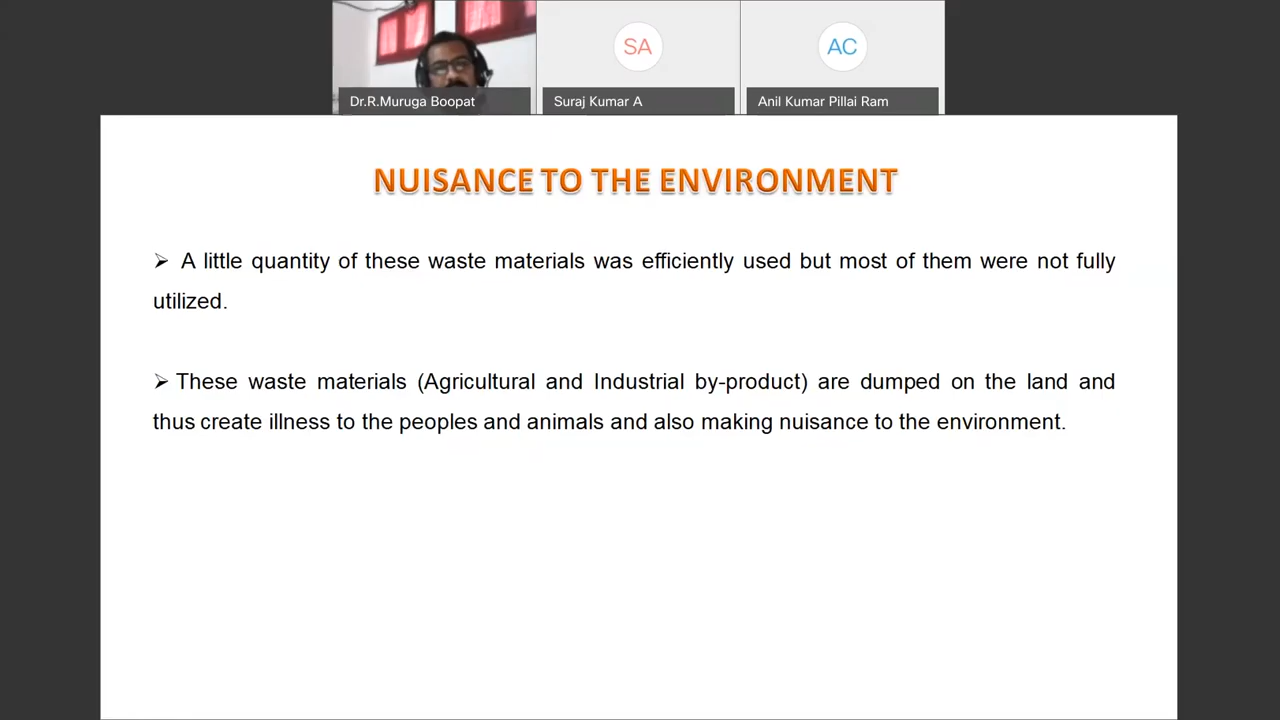 SA
AC
Dr.R.Muruga Boopat
Suraj Kumar A
Anil Kumar Pillai Ram
NUISANCE TO THE ENVIRONMENT
➢ A little quantity of these waste materials was efficiently used but most of them were not fully
utilized.
➢ These waste materials (Agricultural and Industrial by-product) are dumped on the land and
thus create illness to the peoples and animals and also making nuisance to the environment.